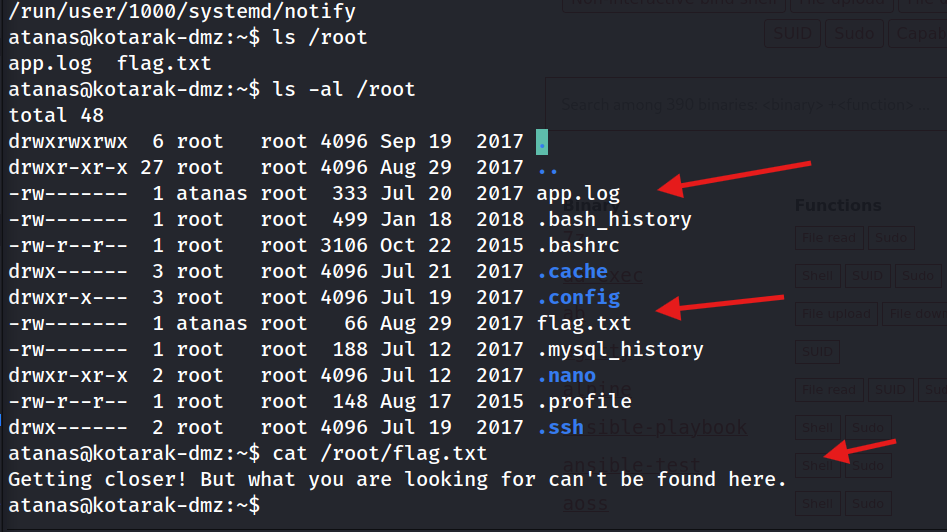 /run/user/1000/systemd/notify
atanas@kotarak-dmz:~$ ls /root
app.log  flag.txt
atanas@kotarak-dmz:~$ ls -al /root
total 48
drwxrwxrwx  6 root   root 4096 Sep 19  2017 .
drwxr-xr-x 27 root   root 4096 Aug 29  2017 ..
-rw-------  1 atanas root  333 Jul 20  2017 app.log
-rw-------  1 root   root  499 Jan 18  2018 .bash_history
-rw-r--r--  1 root   root 3106 Oct 22  2015 .bashrc
drwx------  3 root   root 4096 Jul 21  2017 .cache
drwxr-x---  3 root   root 4096 Jul 19  2017 .config
-rw-------  1 atanas root   66 Aug 29  2017 flag.txt
-rw-------  1 root   root  188 Jul 12  2017 .mysql_history
drwxr-xr-x  2 root   root 4096 Jul 12  2017 .nano
-rw-r--r--  1 root   root  148 Aug 17  2015 .profile
drwx------  2 root   root 4096 Jul 19  2017 .ssh
atanas@kotarak-dmz:~$ cat /root/flag.txt
Getting closer! But what you are looking for can't be found here.
atanas@kotarak-dmz:~$
SUID Sudo
Search among 390 binaries: <binary> +<function> ...
Functions
File read Sudo
Shell SUID Sudo
File upload
SUID
File read SUID
ansible-playbook Shell Sudo
ansible-test Shell Sudo
aoss Shell Sudo